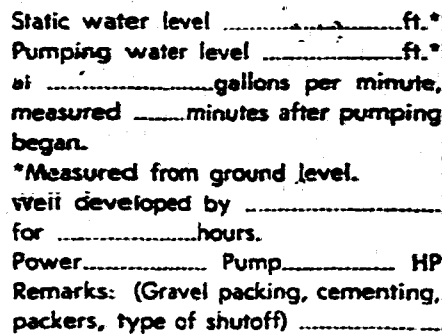 Static water level ........................ft.*
Pumping water level ....................ft.*
at ........................gallons per minute,
measured .......minutes after pumping
began.
*Measured from ground level.
Well developed by ........................
for ....................hours.
Power.................. Pump................ HP
Remarks: (Gravel packing, cementing,
packers, type of shutoff) ....................